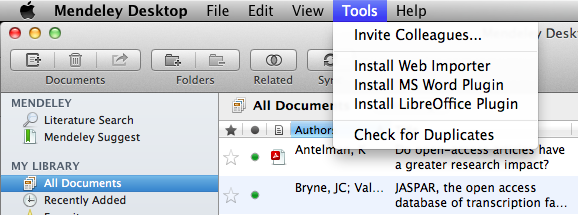 Mendeley Desktop File Edit View Tools Help
Invite Colleagues...
Install Web Importer
Install MS Word Plugin
Install LibreOffice Plugin
Check for Duplicates
Desktop
Documents Folders Related Syn
MENDELEY
Literature Search
Mendeley Suggest
MY LIBRARY
All Documents
Recently Added
All Documen
Authors
Antelman, K
Do open-access articles have
a greater research impact?
Bryne, JC; Val...
JASPAR, the open access
database of transcription fa...